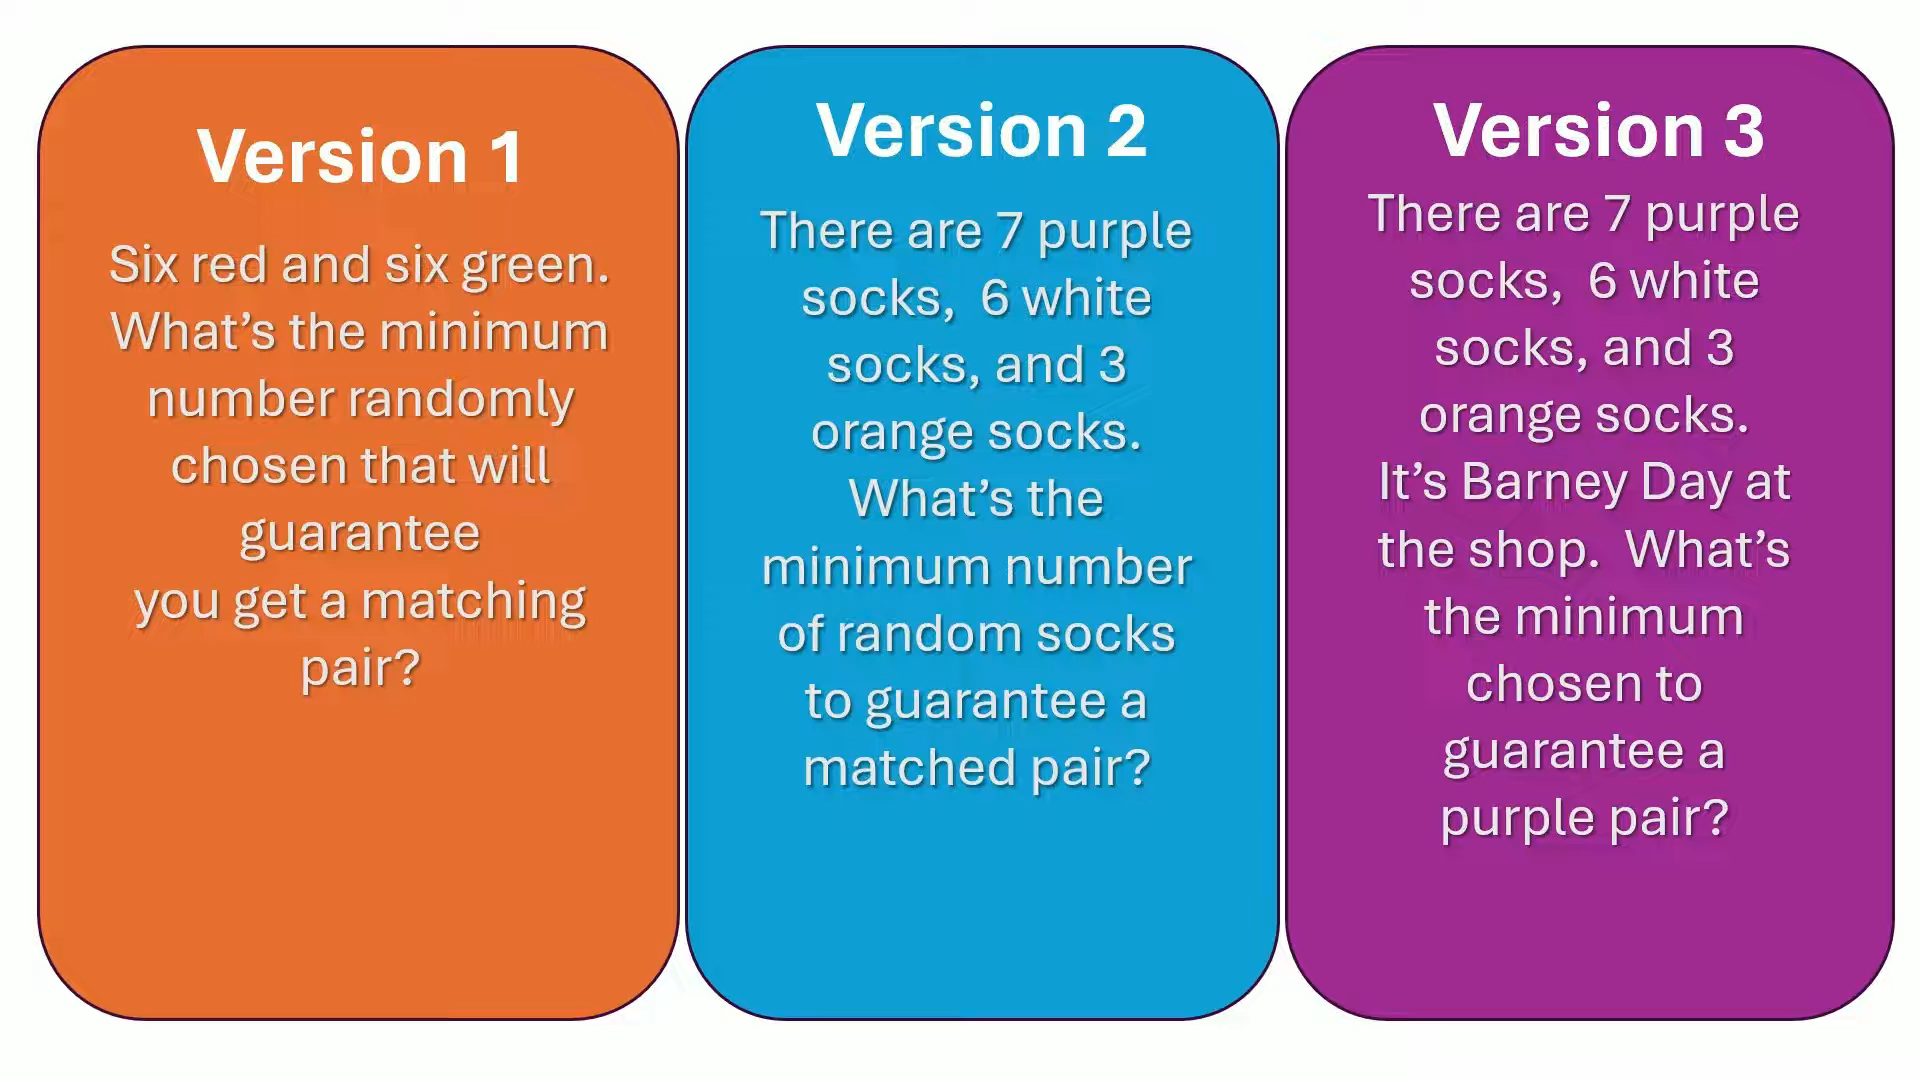 Version 1
Six red and six green.
What’s the minimum
number randomly
chosen that will
guarantee
you get a matching
pair?
Version 2
There are 7 purple
socks,  6 white
socks, and 3
orange socks.
What’s the
minimum number
of random socks
to guarantee a
matched pair?
Version 3
There are 7 purple
socks,  6 white
socks, and 3
orange socks.
It’s Barney Day at
the shop.  What’s
the minimum
chosen to
guarantee a
purple pair?